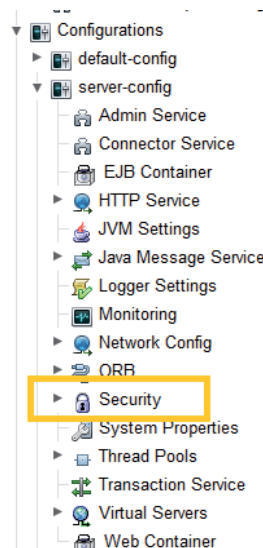 Configurations
default-config
server-config
Admin Service
Connector Service
EJB Container
HTTP Service
JVM Settings
Java Message Service
Logger Settings
Monitoring
Network Config
ORB
Security
System Properties
Thread Pools
Transaction Service
Virtual Servers
Web Container